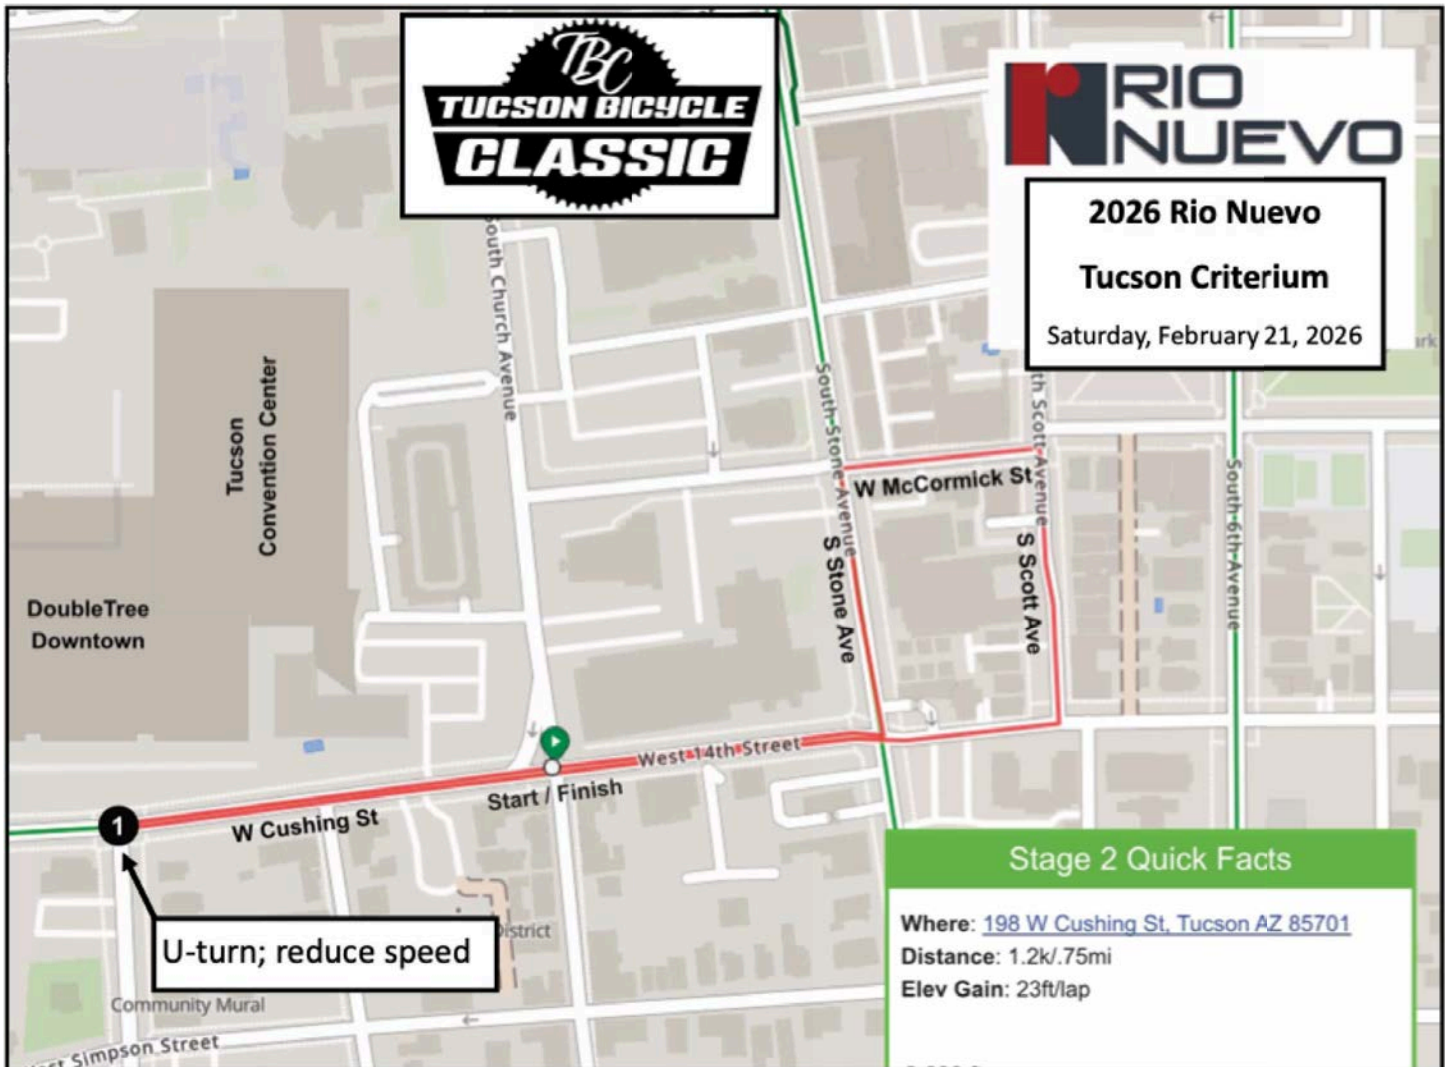 TBC
TUCSON BICYCLE
CLASSIC
RIO
NUEVO
2026 Rio Nuevo
Tucson Criterium
Saturday, February 21, 2026
South Church Avenue
South Stone Avenue
Scott Avenue
South 6th Avenue
Tucson
Convention Center
W McCormick St
S Stone Ave
S Scott Ave
DoubleTree
Downtown
West 14th Street
Start / Finish
1
W Cushing St
U-turn; reduce speed
District
Community Mural
Simpson Street
Stage 2 Quick Facts
Where: 198 W Cushing St, Tucson AZ 85701
Distance: 1.2k/.75mi
Elev Gain: 23ft/lap